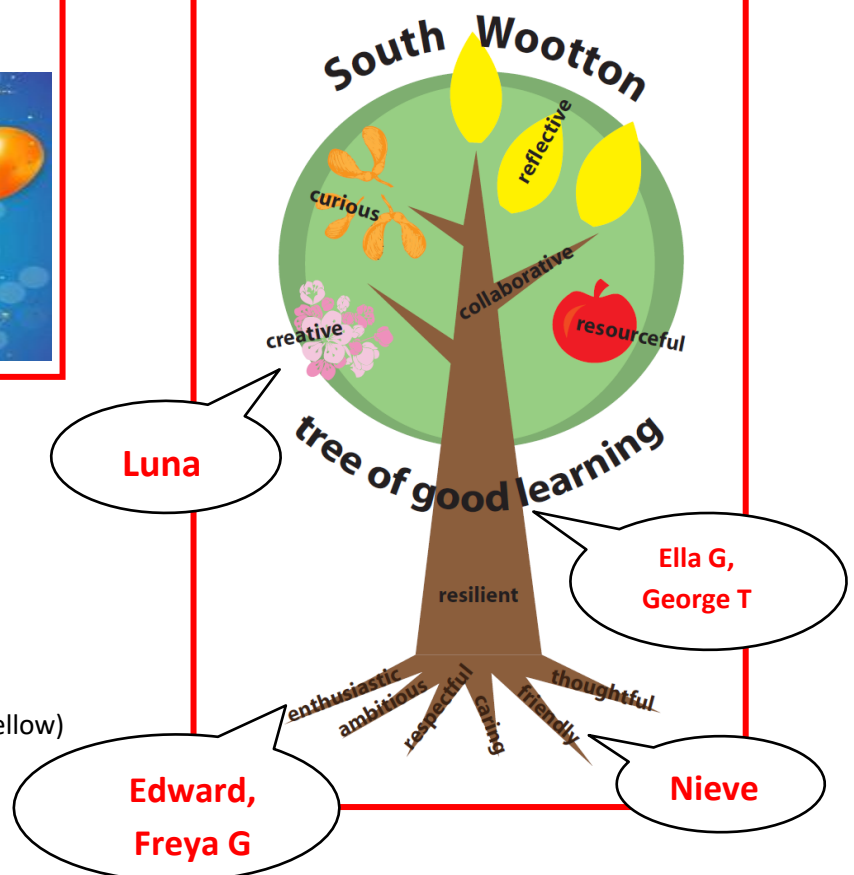 South Wootton
reflective
curious
collaborative
creative
resourceful
tree of good learning
Luna
Ella G,
George T
resilient
enthusiastic
ambitious
respectful
caring
friendly
thoughtful
ellow)
Edward,
Freya G
Nieve